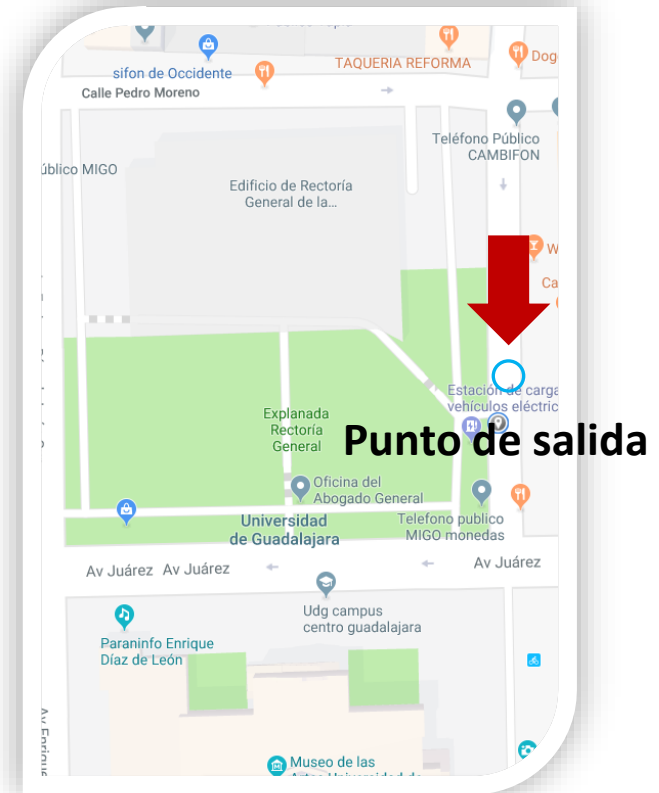 TAQUERIA REFORMA
Dog
sifon de Occidente
Calle Pedro Moreno
Teléfono Público
CAMBIFON
úblico MIGO
Edificio de Rectoría
General de la...
W
Ca
Estación de carga
vehículos eléctric
Explanada
Rectoría
General
Punto de salida
Oficina del
Abogado General
Universidad
de Guadalajara
Telefono publico
MIGO monedas
Av Juárez
Av Juárez
Av Juárez
Udg campus
centro guadalajara
Paraninfo Enrique
Díaz de León
Av Enrique
Museo de las